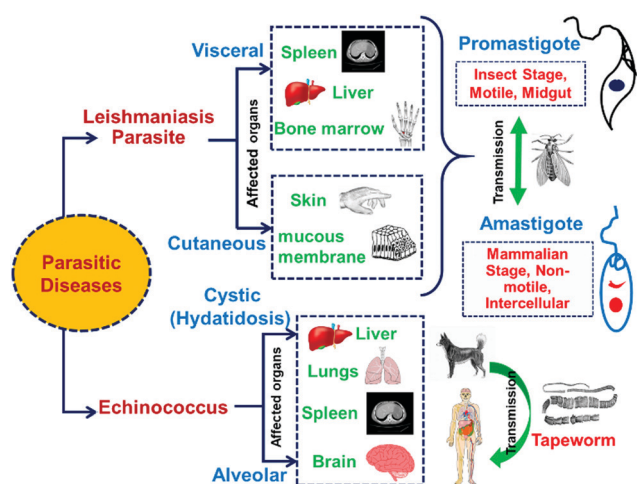 Visceral
Spleen
Liver
Bone marrow
Promastigote
Insect Stage,
Motile, Midgut
Leishmaniasis
Parasite
Affected organs
Transmission
Skin
mucous
membrane
Cutaneous
Amastigote
Mammalian
Stage, Non-
motile,
Intercellular
Parasitic
Diseases
Cystic
(Hydatidosis)
Liver
Lungs
Spleen
Brain
Echinococcus
Affected organs
Alveolar
Transmission
Tapeworm